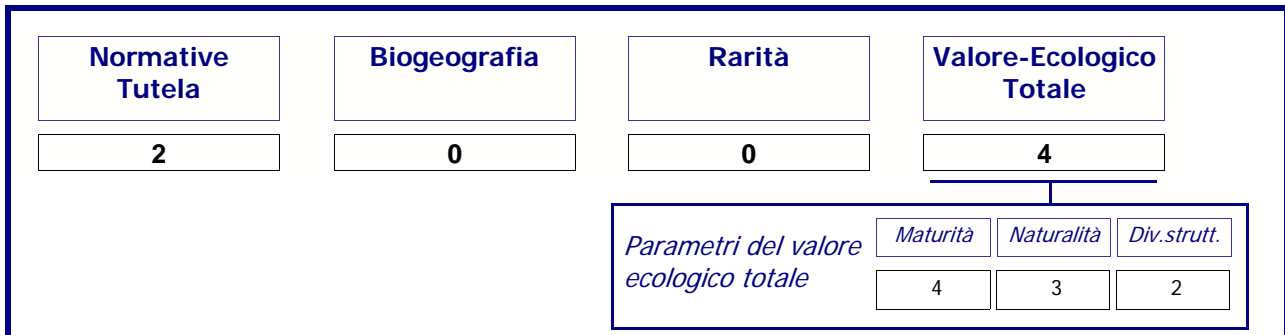 Normative
Tutela
Biogeografia
Rarità
Valore-Ecologico
Totale
2
0
0
4
Parametri del valore
ecologico totale
Maturità
Naturalità
Div.strutt.
4
3
2